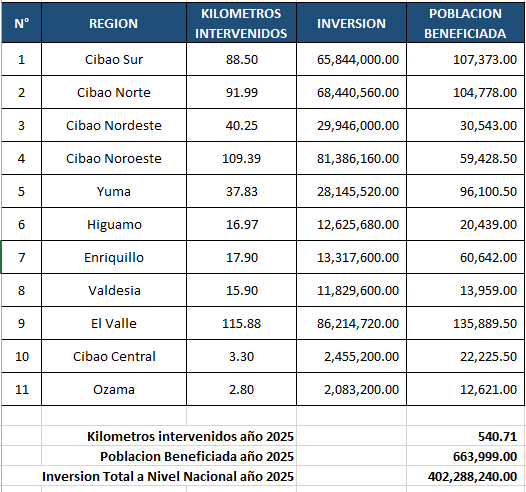 N° REGION KILOMETROS INTERVENIDOS INVERSION POBLACION BENEFICIADA
1 Cibao Sur 88.50 65,844,000.00 107,373.00
2 Cibao Norte 91.99 68,440,560.00 104,778.00
3 Cibao Nordeste 40.25 29,946,000.00 30,543.00
4 Cibao Noroeste 109.39 81,386,160.00 59,428.50
5 Yuma 37.83 28,145,520.00 96,100.50
6 Higuamo 16.97 12,625,680.00 20,439.00
7 Enriquillo 17.90 13,317,600.00 60,642.00
8 Valdesia 15.90 11,829,600.00 13,959.00
9 El Valle 115.88 86,214,720.00 135,889.50
10 Cibao Central 3.30 2,455,200.00 22,225.50
11 Ozama 2.80 2,083,200.00 12,621.00
Kilometros intervenidos año 2025 540.71
Poblacion Beneficiada año 2025 663,999.00
Inversion Total a Nivel Nacional año 2025 402,288,240.00